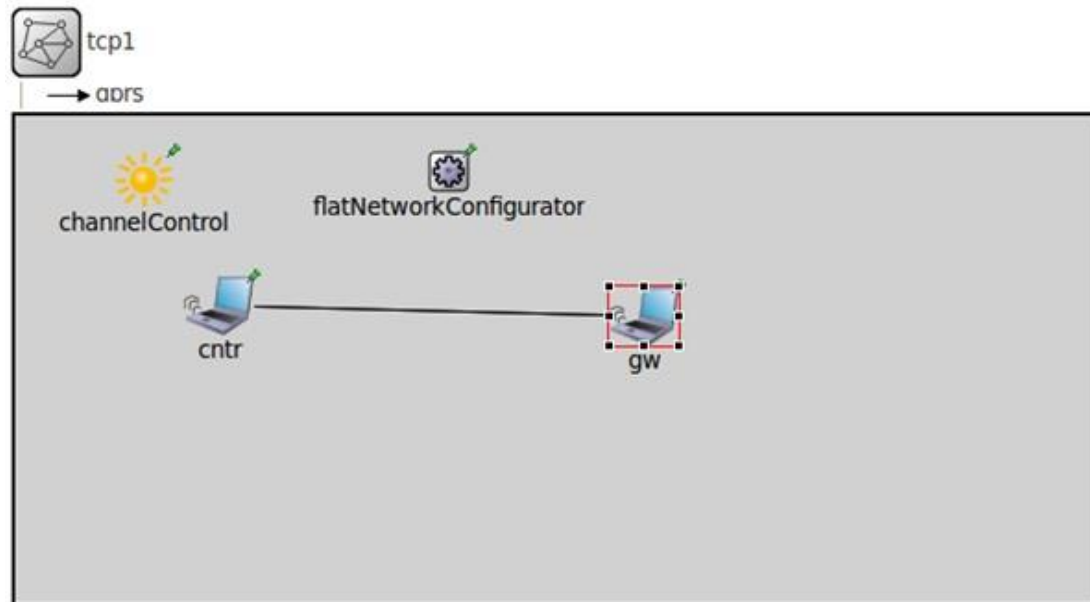 tcp1
gprs
channelControl
flatNetworkConfigurator
cntr
gw